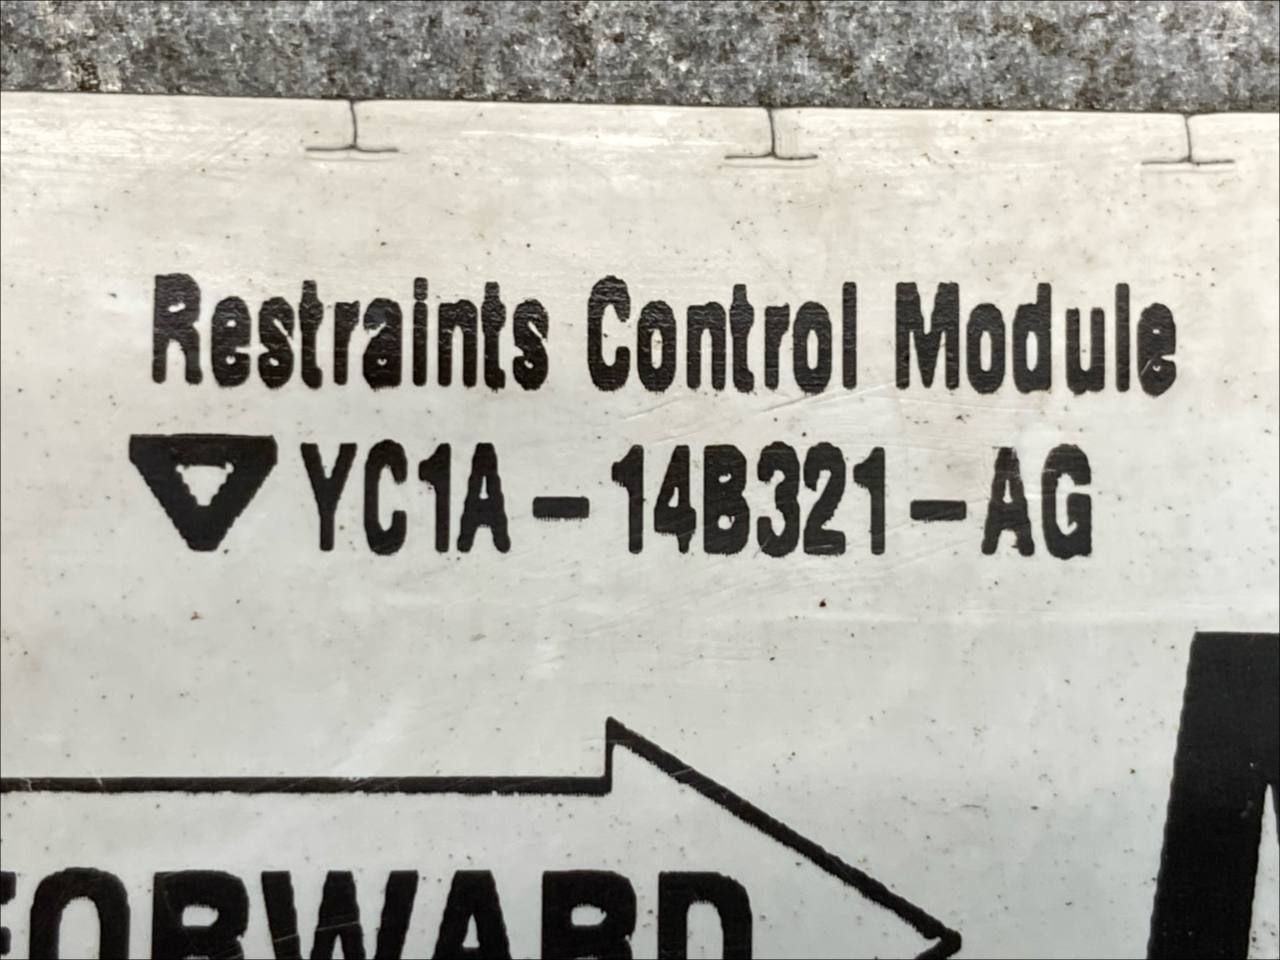 Restraints Control Module
YC1A-14B321-AG
FORWARD